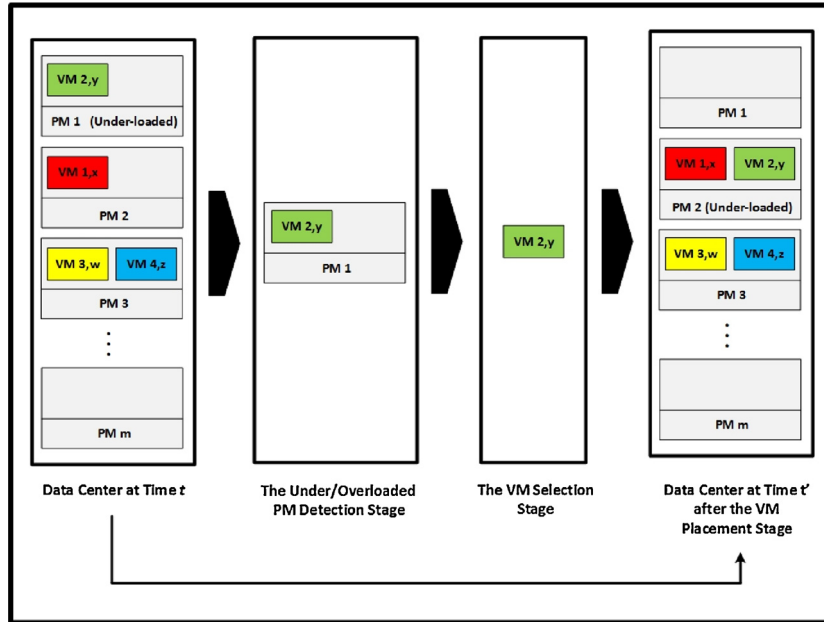 VM 2,y
PM 1 (Under-loaded)
VM 1,x
PM 2
VM 3,w VM 4,z
PM 3
PM m
Data Center at Time t
VM 2,y
PM 1
The Under/Overloaded
PM Detection Stage
VM 2,y
The VM Selection
Stage
PM 1
VM 1,x VM 2,y
PM 2 (Under-loaded)
VM 3,w VM 4,z
PM 3
PM m
Data Center at Time t’
after the VM
Placement Stage